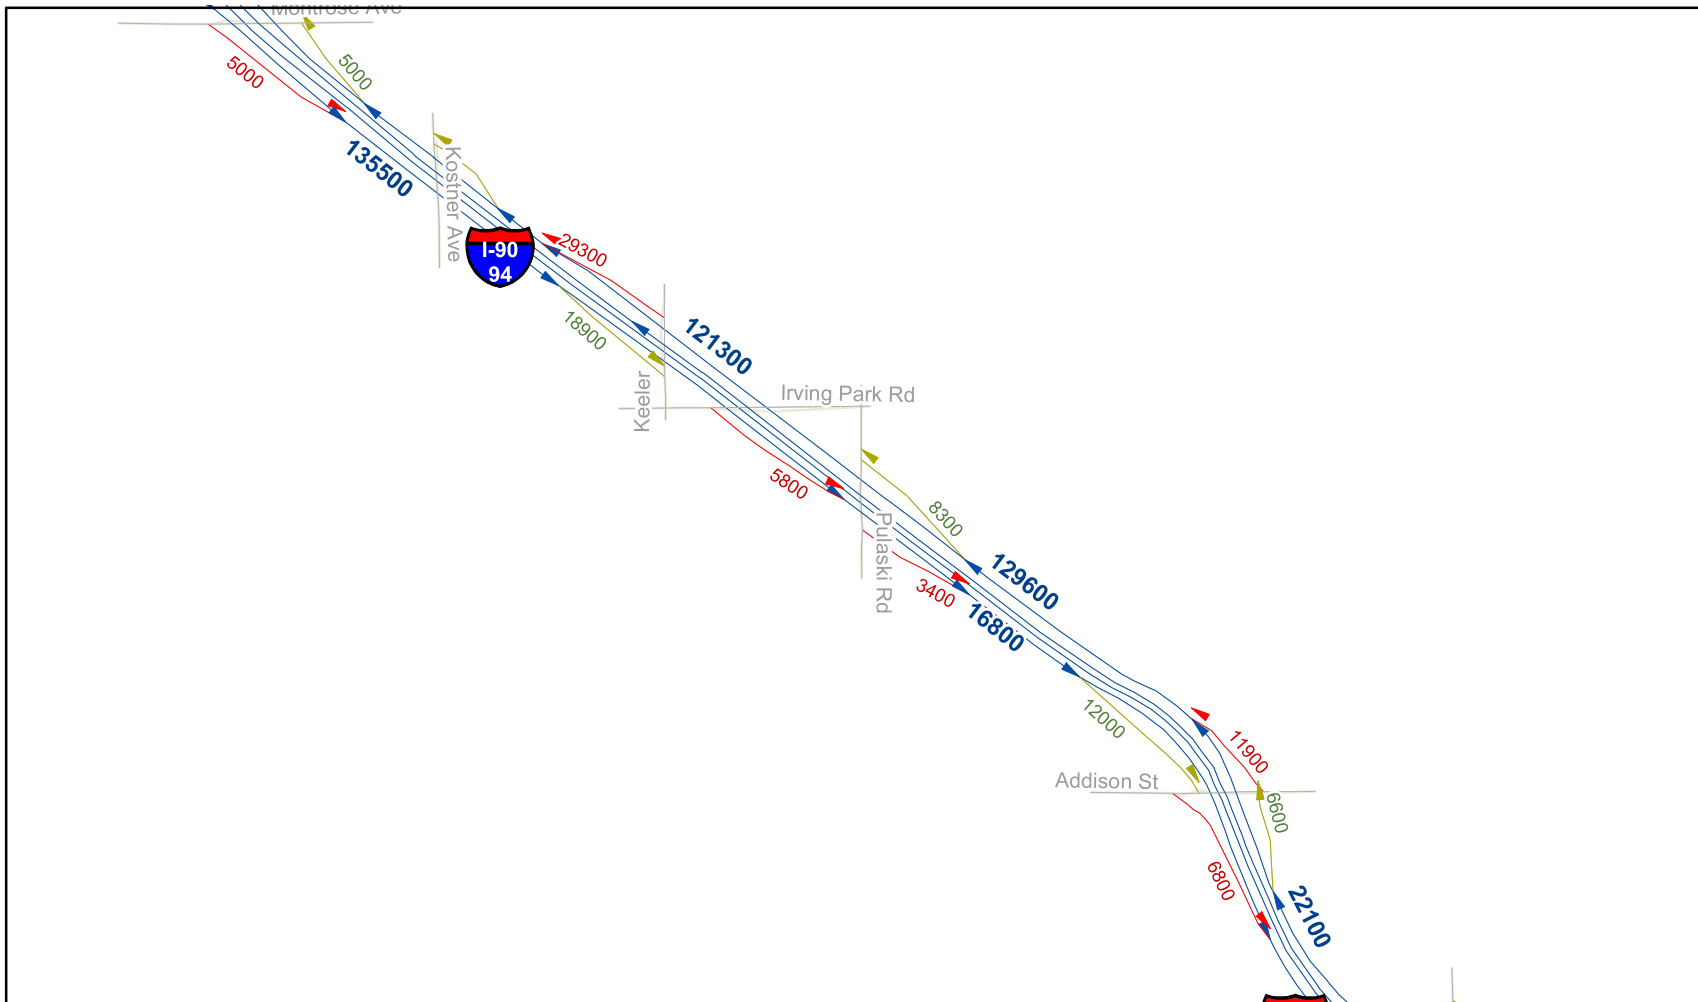 Montrose Ave
5000
5000
135500
Kostner Ave
I-90
94
29300
18900
121300
Keeler
Irving Park Rd
5800
Pulaski Rd
8300
3400
129600
16800
12000
11900
Addison St
6600
6800
22100